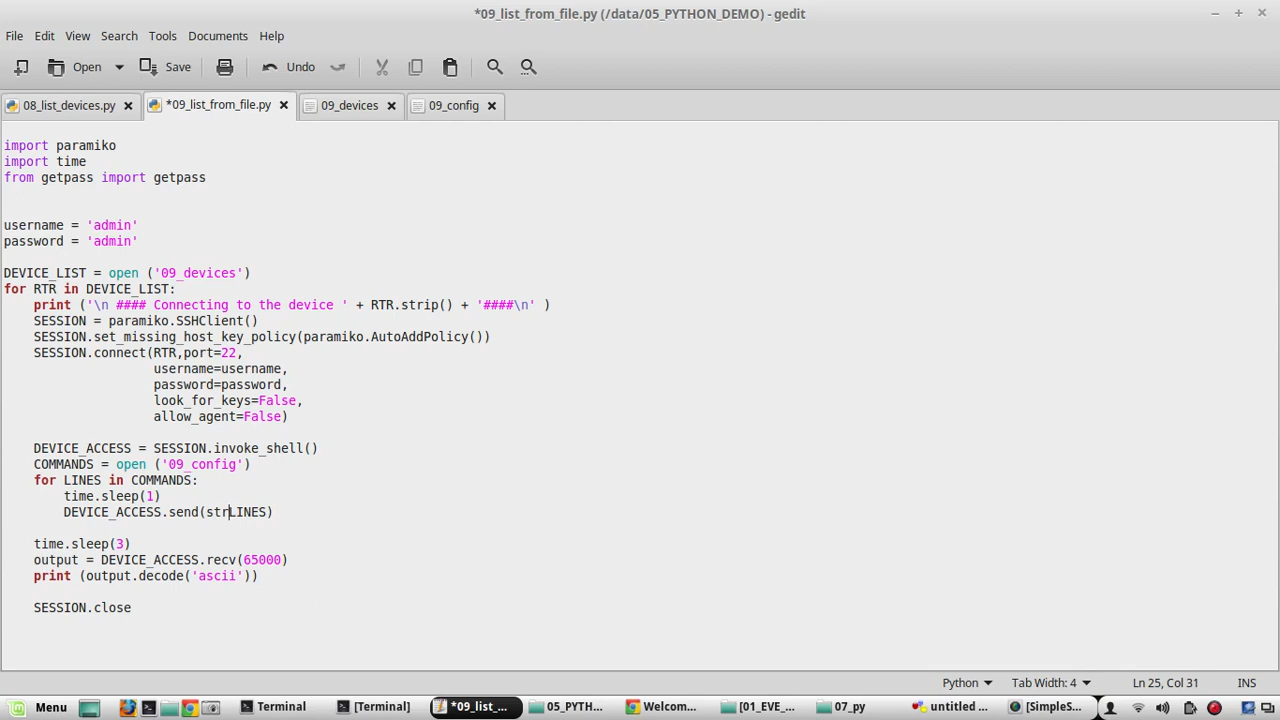 *09_list_from_file.py (/data/05_PYTHON_DEMO) - gedit
File Edit View Search Tools Documents Help
Open Save Undo
08_list_devices.py *09_list_from_file.py 09_devices 09_config
import paramiko
import time
from getpass import getpass
username = 'admin'
password = 'admin'
DEVICE_LIST = open ('09_devices')
for RTR in DEVICE_LIST:
    print ('\n #### Connecting to the device ' + RTR.strip() + '####\n' )
    SESSION = paramiko.SSHClient()
    SESSION.set_missing_host_key_policy(paramiko.AutoAddPolicy())
    SESSION.connect(RTR,port=22,
                    username=username,
                    password=password,
                    look_for_keys=False,
                    allow_agent=False)
    DEVICE_ACCESS = SESSION.invoke_shell()
    COMMANDS = open ('09_config')
    for LINES in COMMANDS:
        time.sleep(1)
        DEVICE_ACCESS.send(strLINES)
    time.sleep(3)
    output = DEVICE_ACCESS.recv(65000)
    print (output.decode('ascii'))
    SESSION.close
Python Tab Width: 4 Ln 25, Col 31 INS
Menu Terminal [Terminal] *09_list_... 05_PYTH... Welcom... [01_EVE_... 07_py untitled ... [SimpleS...